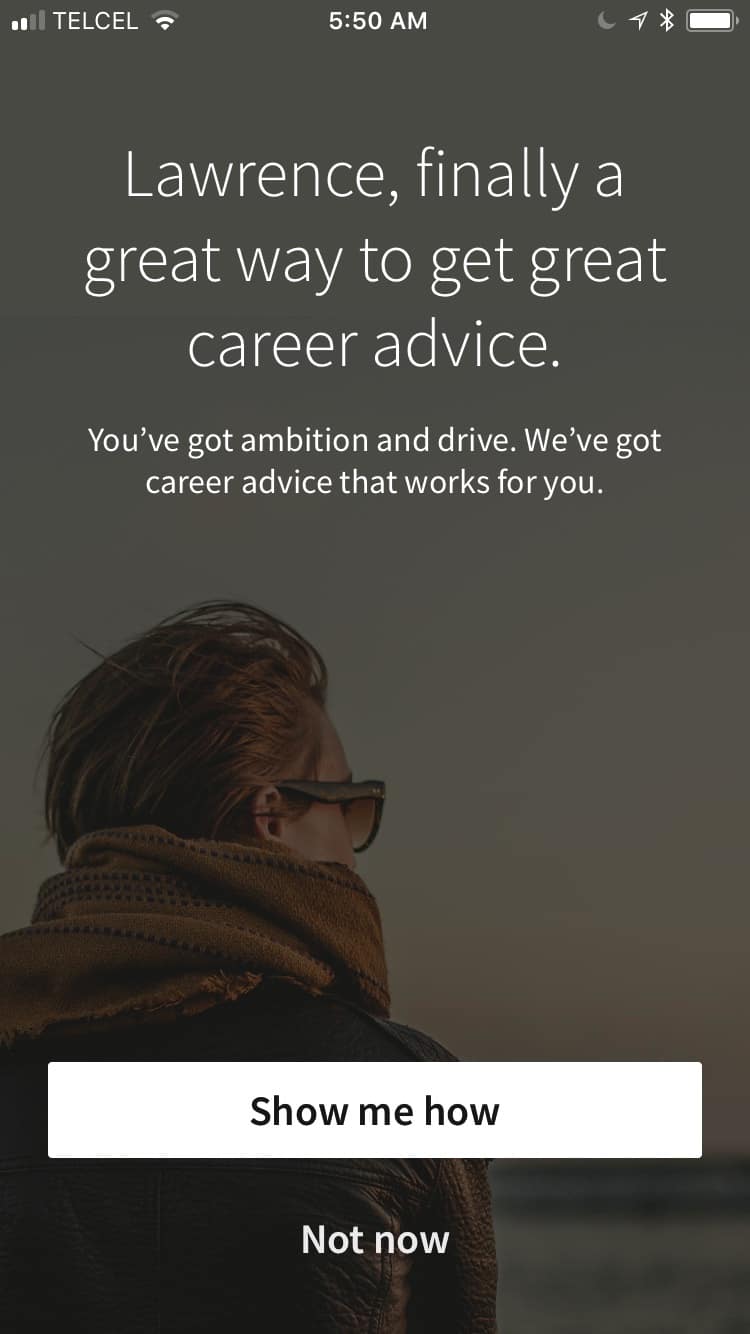 TELCEL 5:50 AM
Lawrence, finally a
great way to get great
career advice.
You’ve got ambition and drive. We’ve got
career advice that works for you.
Show me how
Not now